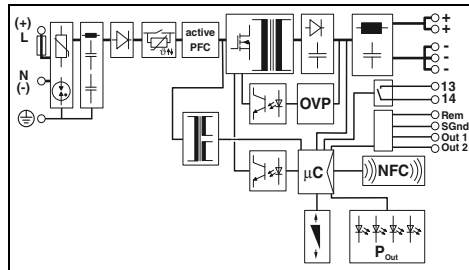 (+)
L
N
(-)
ϑ
active
PFC
OVP
+
+
-
-
-
13
14
Rem
SGnd
Out 1
Out 2
μC
NFC
P Out